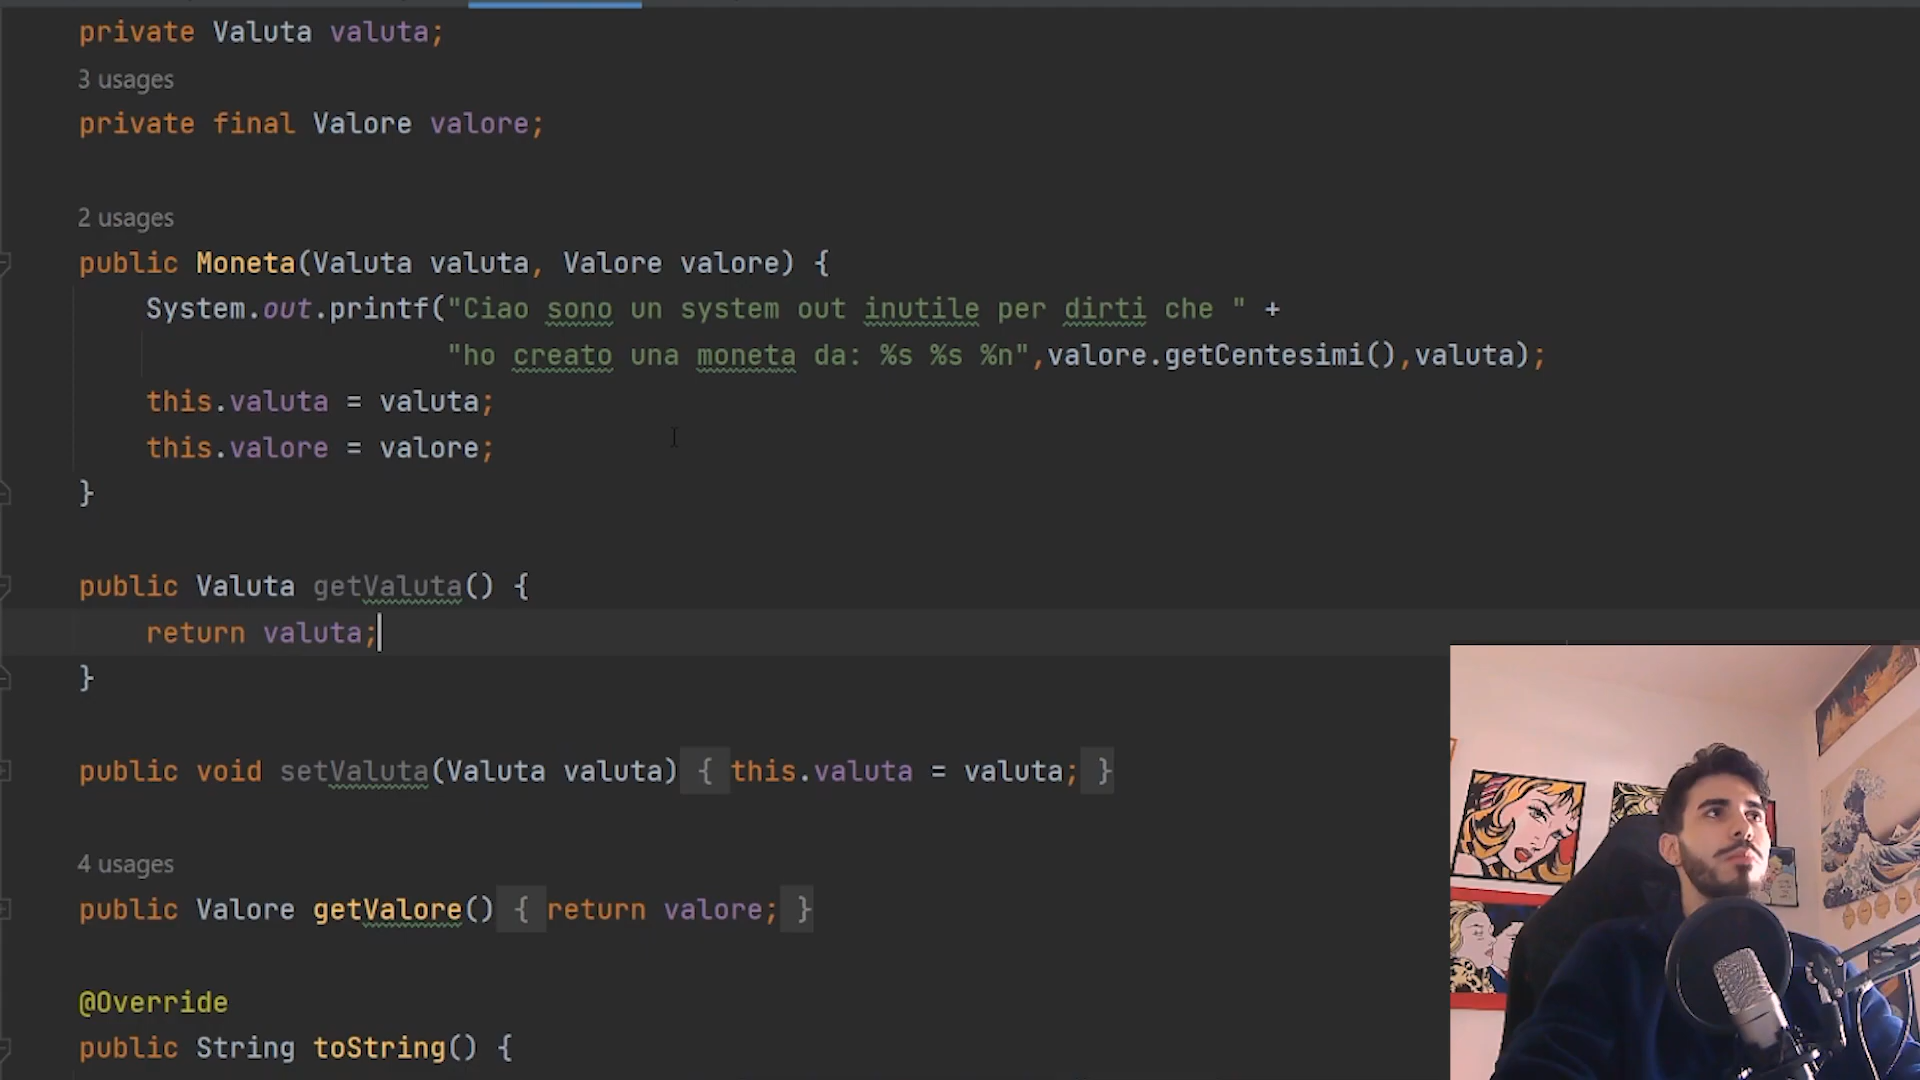 private Valuta valuta;
3 usages
private final Valore valore;
2 usages
public Moneta(Valuta valuta, Valore valore) {
System.out.printf("Ciao sono un system out inutile per dirti che " +
"ho creato una moneta da: %s %s %n",valore.getCentesimi(),valuta);
this.valuta = valuta;
this.valore = valore;
}
public Valuta getValuta() {
return valuta;
}
public void setValuta(Valuta valuta) { this.valuta = valuta; }
4 usages
public Valore getValore() { return valore; }
@Override
public String toString() {